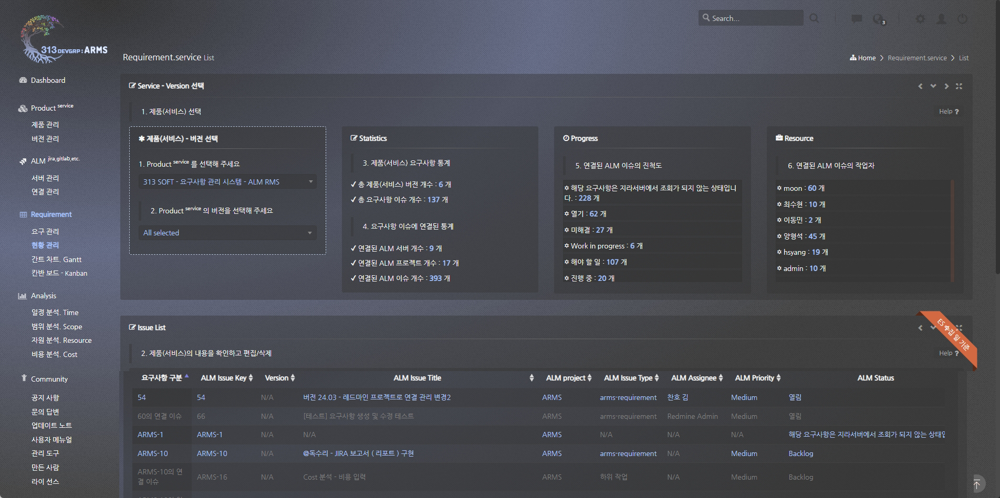 Search...
3
313 DEVGRP : ARMS
Requirement.service List
Home > Requirement.service > List
Dashboard
Product service
제품 관리
버전 관리
ALM jira,gitlab,etc.
서버 관리
연결 관리
Requirement
요구 관리
현황 관리
간트 차트. Gantt
칸반 보드 - Kanban
Analysis
일정 분석. Time
범위 분석. Scope
자원 분석. Resource
비용 분석. Cost
Community
공지 사항
문의 답변
업데이트 노트
사용자 메뉴얼
관리 도구
만든 사람
라이 선스
Service - Version 선택
1. 제품(서비스) 선택
Help ?
제품(서비스) - 버전 선택
1. Product service 를 선택해 주세요
313 SOFT - 요구사항 관리 시스템 - ALM RMS
2. Product service 의 버전을 선택해 주세요
All selected
Statistics
3. 제품(서비스) 요구사항 통계
✓ 총 제품(서비스) 버전 개수 : 6 개
✓ 총 요구사항 이슈 개수 : 137 개
4. 요구사항 이슈에 연결된 통계
✓ 연결된 ALM 서버 개수 : 9 개
✓ 연결된 ALM 프로젝트 개수 : 17 개
✓ 연결된 ALM 이슈 개수 : 393 개
Progress
5. 연결된 ALM 이슈의 진척도
해당 요구사항은 지라서버에서 조회가 되지 않는 상태입니
다. : 228 개
열기 : 62 개
미해결 : 27 개
Work in progress : 6 개
해야 할 일 : 107 개
진행 중 : 20 개
Resource
6. 연결된 ALM 이슈의 작업자
moon : 60 개
최수현 : 10 개
이동민 : 2 개
양형석 : 45 개
hsyang : 19 개
admin : 10 개
Issue List
ES 수집 일 기준
2. 제품(서비스)의 내용을 확인하고 편집/삭제
Help ?
요구사항 구분 ALM Issue Key Version ALM Issue Title ALM project ALM Issue Type ALM Assignee ALM Priority ALM Status
54 54 N/A 버전 24.03 - 레드마인 프로젝트로 연결 관리 변경2 ARMS arms-requirement 찬호 김 Medium 열림
60의 연결 이슈 66 N/A [테스트] 요구사항 생성 및 수정 테스트 ARMS arms-requirement Redmine Admin Medium 열림
ARMS-1 ARMS-1 N/A N/A ARMS N/A N/A N/A 해당 요구사항은 지라서버에서 조회가 되지 않는 상태
ARMS-10 ARMS-10 N/A @독수리 - JIRA 보고서 ( 리포트 ) 구현 ARMS arms-requirement N/A Medium Backlog
ARMS-10의 연
결 이슈 ARMS-16 N/A Cost 분석 - 비용 입력 ARMS 하위 작업 N/A Medium Backlog